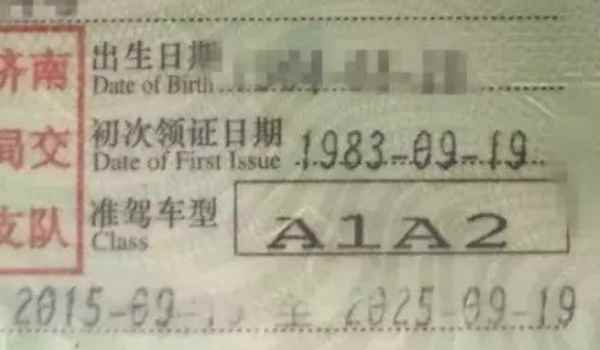 济南
出生日期
Date of Birth
局交
初次领证日期
Date of First Issue 1983-09-19
支队
准驾车型
Class A1A2
2015-09-19 至 2025-09-19